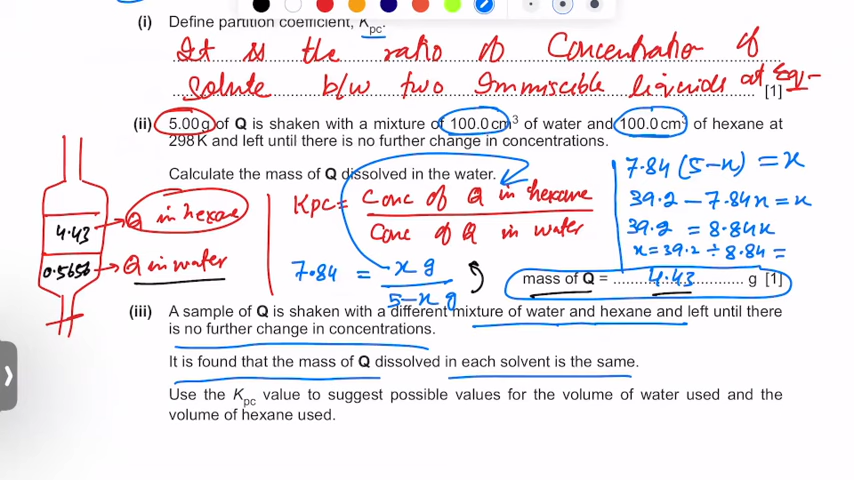 (i) Define partition coefficient, Kpc.
It is the ratio of Concentration of
Solute b/w two Immiscible liquids at Eq-
[1]
(ii) 5.00g of Q is shaken with a mixture of 100.0 cm³ of water and 100.0 cm³ of hexane at
298K and left until there is no further change in concentrations.
Calculate the mass of Q dissolved in the water.
7.84 (5-x) = x
39.2 - 7.84x = x
39.2 = 8.84x
x = 39.2 ÷ 8.84 =
Q in hexane
4.43
0.5656
Q in water
Kpc = Conc of Q in hexane
Conc of Q in water
7.84 = x g
5-x g
mass of Q = ........4.43........ g [1]
(iii) A sample of Q is shaken with a different mixture of water and hexane and left until there
is no further change in concentrations.
It is found that the mass of Q dissolved in each solvent is the same.
Use the Kpc value to suggest possible values for the volume of water used and the
volume of hexane used.